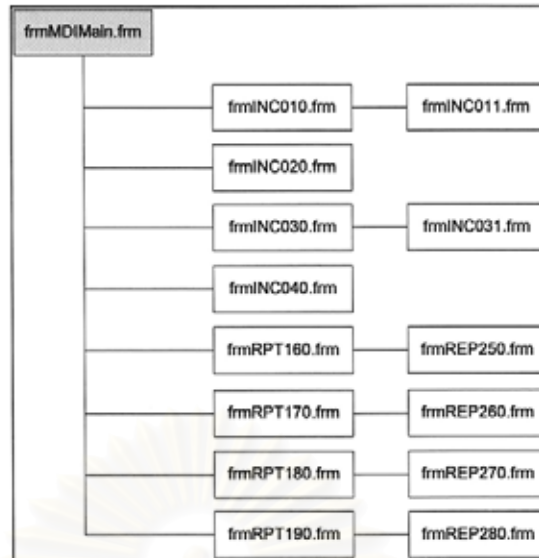 frmMDIMain.frm
frmINC010.frm frmINC011.frm
frmINC020.frm
frmINC030.frm frmINC031.frm
frmINC040.frm
frmRPT160.frm frmREP250.frm
frmRPT170.frm frmREP260.frm
frmRPT180.frm frmREP270.frm
frmRPT190.frm frmREP280.frm